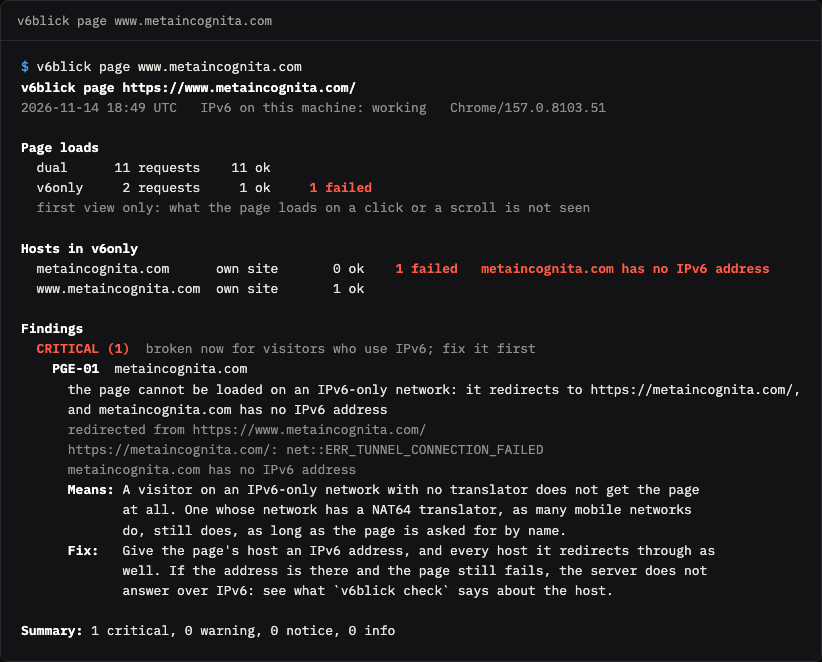 v6blick page www.metaincognita.com
$ v6blick page www.metaincognita.com
v6blick page https://www.metaincognita.com/
2026-11-14 18:49 UTC   IPv6 on this machine: working   Chrome/157.0.8103.51
Page loads
dual      11 requests    11 ok
v6only     2 requests     1 ok     1 failed
first view only: what the page loads on a click or a scroll is not seen
Hosts in v6only
metaincognita.com      own site       0 ok    1 failed   metaincognita.com has no IPv6 address
www.metaincognita.com  own site       1 ok
Findings
CRITICAL (1)  broken now for visitors who use IPv6; fix it first
PGE-01  metaincognita.com
the page cannot be loaded on an IPv6-only network: it redirects to https://metaincognita.com/,
and metaincognita.com has no IPv6 address
redirected from https://www.metaincognita.com/
https://metaincognita.com/: net::ERR_TUNNEL_CONNECTION_FAILED
metaincognita.com has no IPv6 address
Means: A visitor on an IPv6-only network with no translator does not get the page
at all. One whose network has a NAT64 translator, as many mobile networks
do, still does, as long as the page is asked for by name.
Fix:   Give the page's host an IPv6 address, and every host it redirects through as
well. If the address is there and the page still fails, the server does not
answer over IPv6: see what `v6blick check` says about the host.
Summary: 1 critical, 0 warning, 0 notice, 0 info